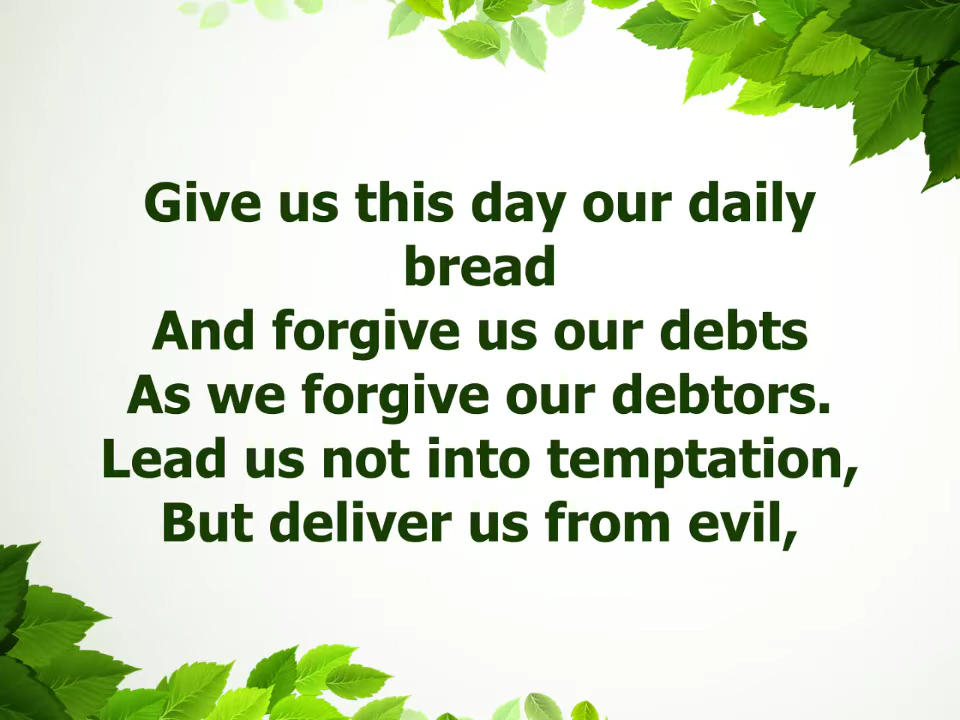 Give us this day our daily
bread
And forgive us our debts
As we forgive our debtors.
Lead us not into temptation,
But deliver us from evil,